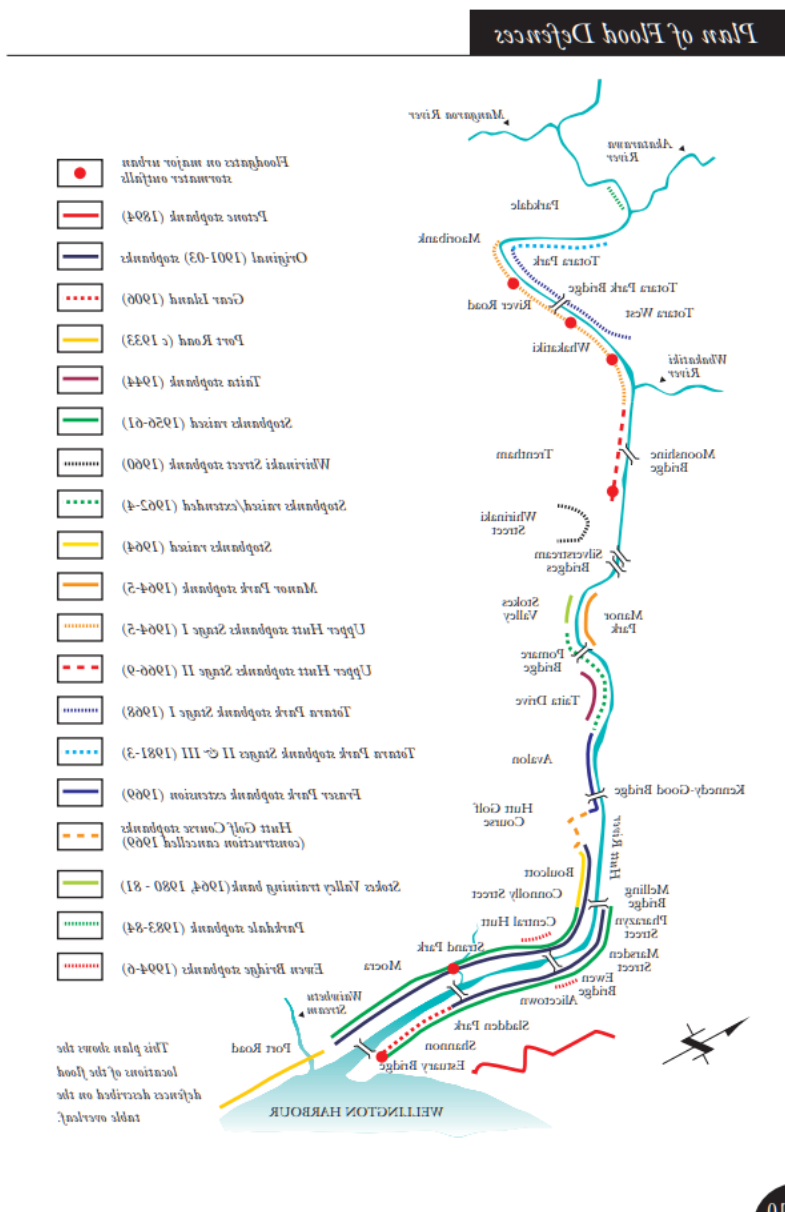 Plan of Flood Defences
Mangaroa River
Akatarawa
River
Parkdale
Maoribank
Totara Park
Totara Park Bridge
River Road
Totara West
Whakatiki
Whakatiki
River
Trentham
Moonshine
Bridge
Whirinaki
Street
Silverstream
Bridges
Stokes
Valley
Manor
Park
Pomare
Bridge
Taita Drive
Avalon
Kennedy-Good Bridge
Hutt Golf
Course
Hutt River
Boulcott
Connolly Street
Melling
Bridge
Pharazyn
Street
Central Hutt
Strand Park
Marsden
Street
Moera
Ewen
Bridge
Alicetown
Waiwhetu
Stream
Sladden Park
Shannon
Port Road
Estuary Bridge
WELLINGTON HARBOUR
Floodgates on major urban
stormwater outfalls
Petone stopbank (1894)
Original (1901-03) stopbanks
Gear Island (1906)
Port Road (c 1933)
Taita stopbank (1944)
Stopbanks raised (1956-61)
Whirinaki Street stopbank (1960)
Stopbanks raised/extended (1962-4)
Stopbanks raised (1964)
Manor Park stopbank (1964-5)
Upper Hutt stopbanks Stage I (1964-5)
Upper Hutt stopbanks Stage II (1966-9)
Totara Park stopbank Stage I (1968)
Totara Park stopbank Stages II & III (1981-3)
Fraser Park stopbank extension (1969)
Hutt Golf Course stopbanks
(construction cancelled 1969)
Stokes Valley training bank(1964, 1980 - 81)
Parkdale stopbank (1983-84)
Ewen Bridge stopbanks (1994-6)
This plan shows the
locations of the flood
defences described on the
table overleaf.